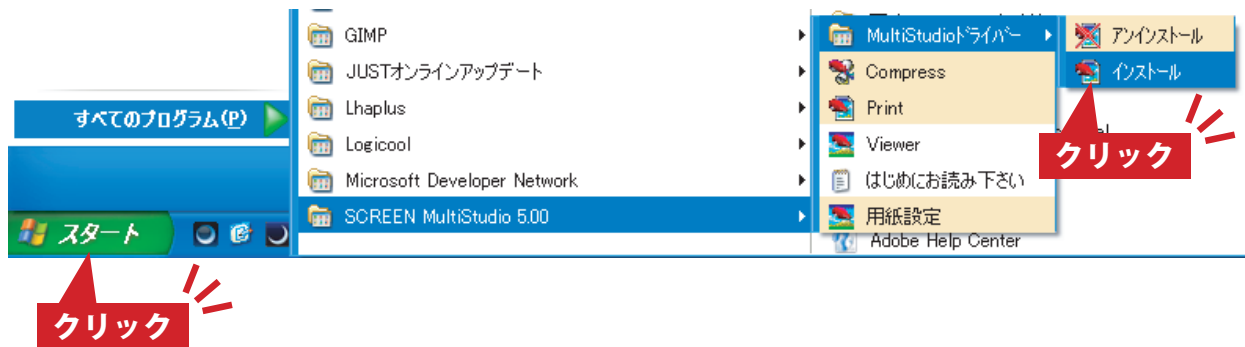 GIMP
JUSTオンラインアップデート
Lhaplus
Logicool
Microsoft Developer Network
SCREEN MultiStudio 5.00
すべてのプログラム(P)
スタート
クリック
MultiStudioドライバー
Compress
Print
Viewer
はじめにお読み下さい
用紙設定
Adobe Help Center
アンインストール
インストール
クリック